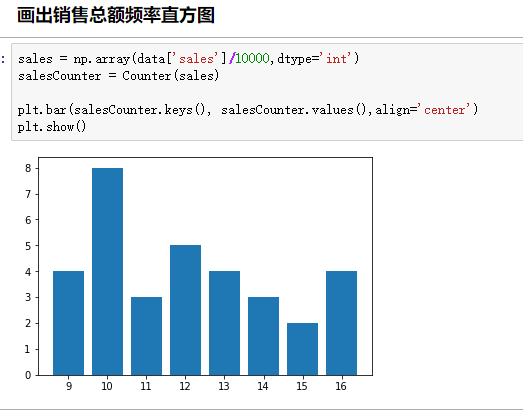 画出销售总额频率直方图
: sales = np.array(data['sales']/10000,dtype='int')
salesCounter = Counter(sales)
plt.bar(salesCounter.keys(), salesCounter.values(),align='center')
plt.show()
8
7
6
5
4
3
2
1
0
9 10 11 12 13 14 15 16